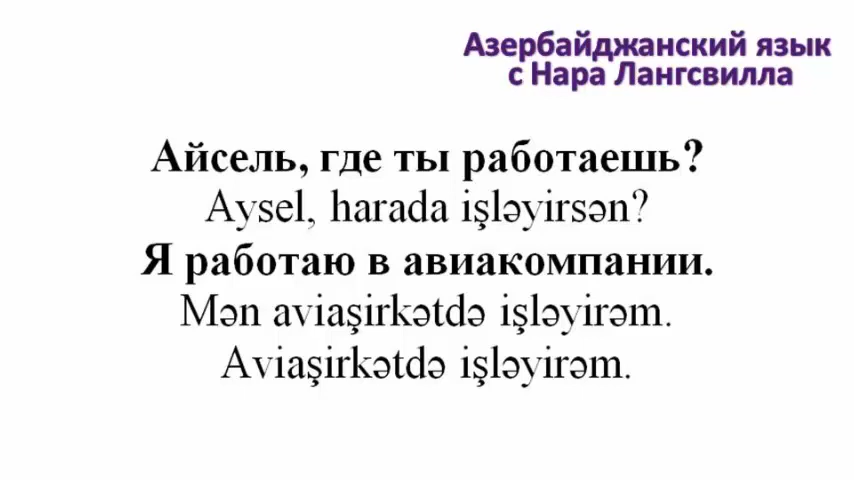 Азербайджанский язык
с Нара Лангсвилла
Айсель, где ты работаешь?
Aysel, harada işləyirsən?
Я работаю в авиакомпании.
Mən aviaşirkətdə işləyirəm.
Aviaşirkətdə işləyirəm.